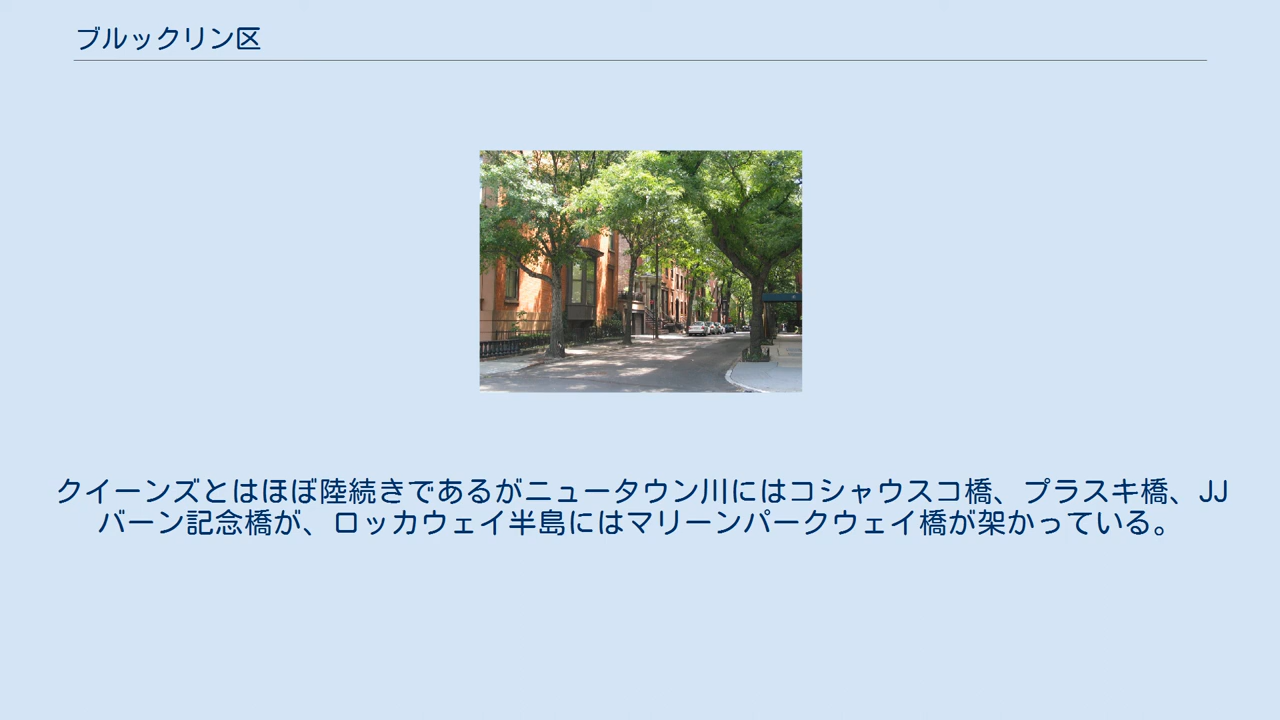 ブルックリン区
クイーンズとはほぼ陸続きであるがニュータウン川にはコシャウスコ橋、プラスキ橋、JJ
バーン記念橋が、ロッカウェイ半島にはマリーンパークウェイ橋が架かっている。